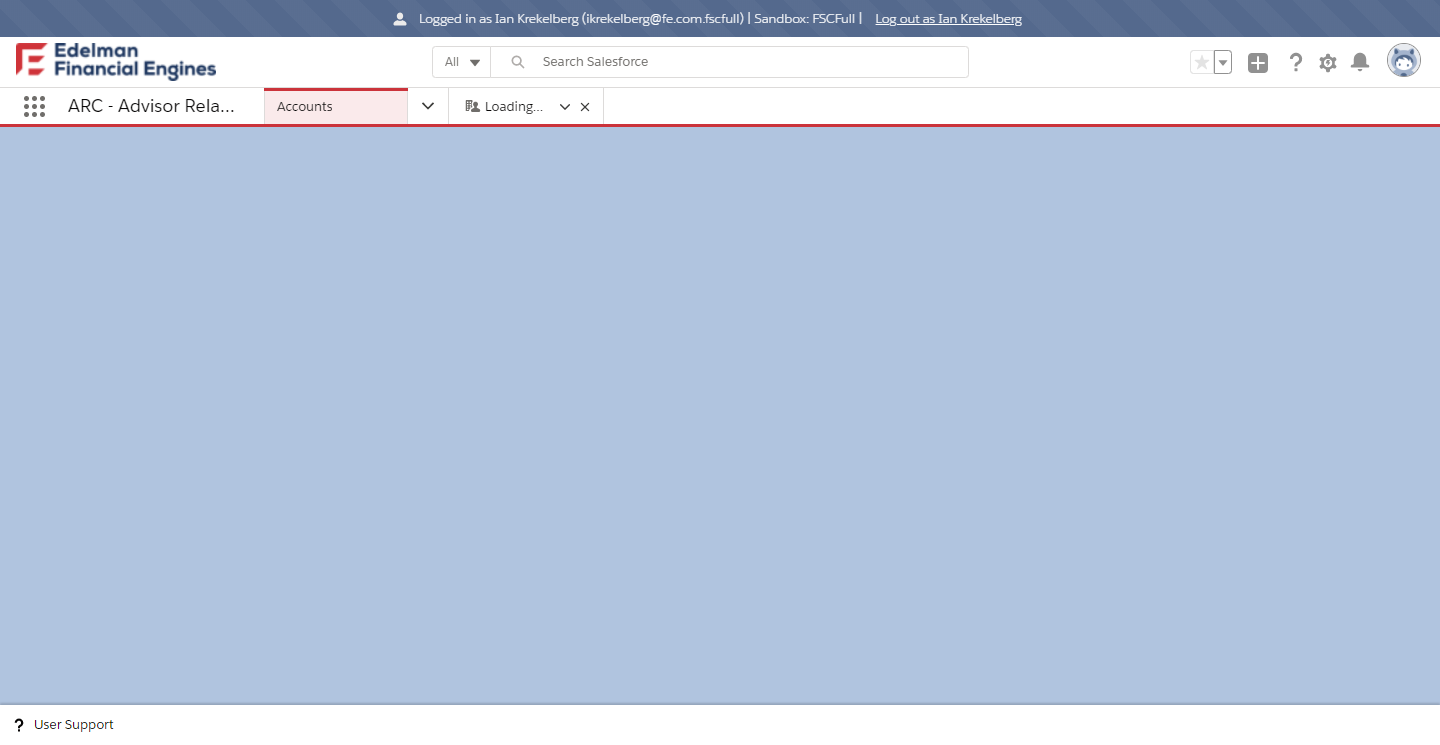 Logged in as Ian Krekelberg (ikrekelberg@fe.com.fscfull) | Sandbox: FSCFull | Log out as Ian Krekelberg
Edelman
Financial Engines
All Search Salesforce
ARC - Advisor Rela... Accounts Loading...
? User Support